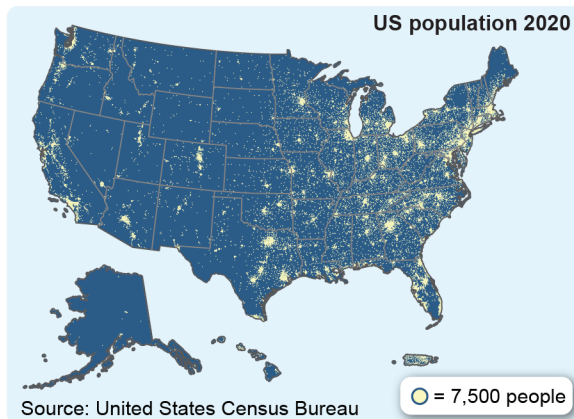 US population 2020
= 7,500 people
Source: United States Census Bureau